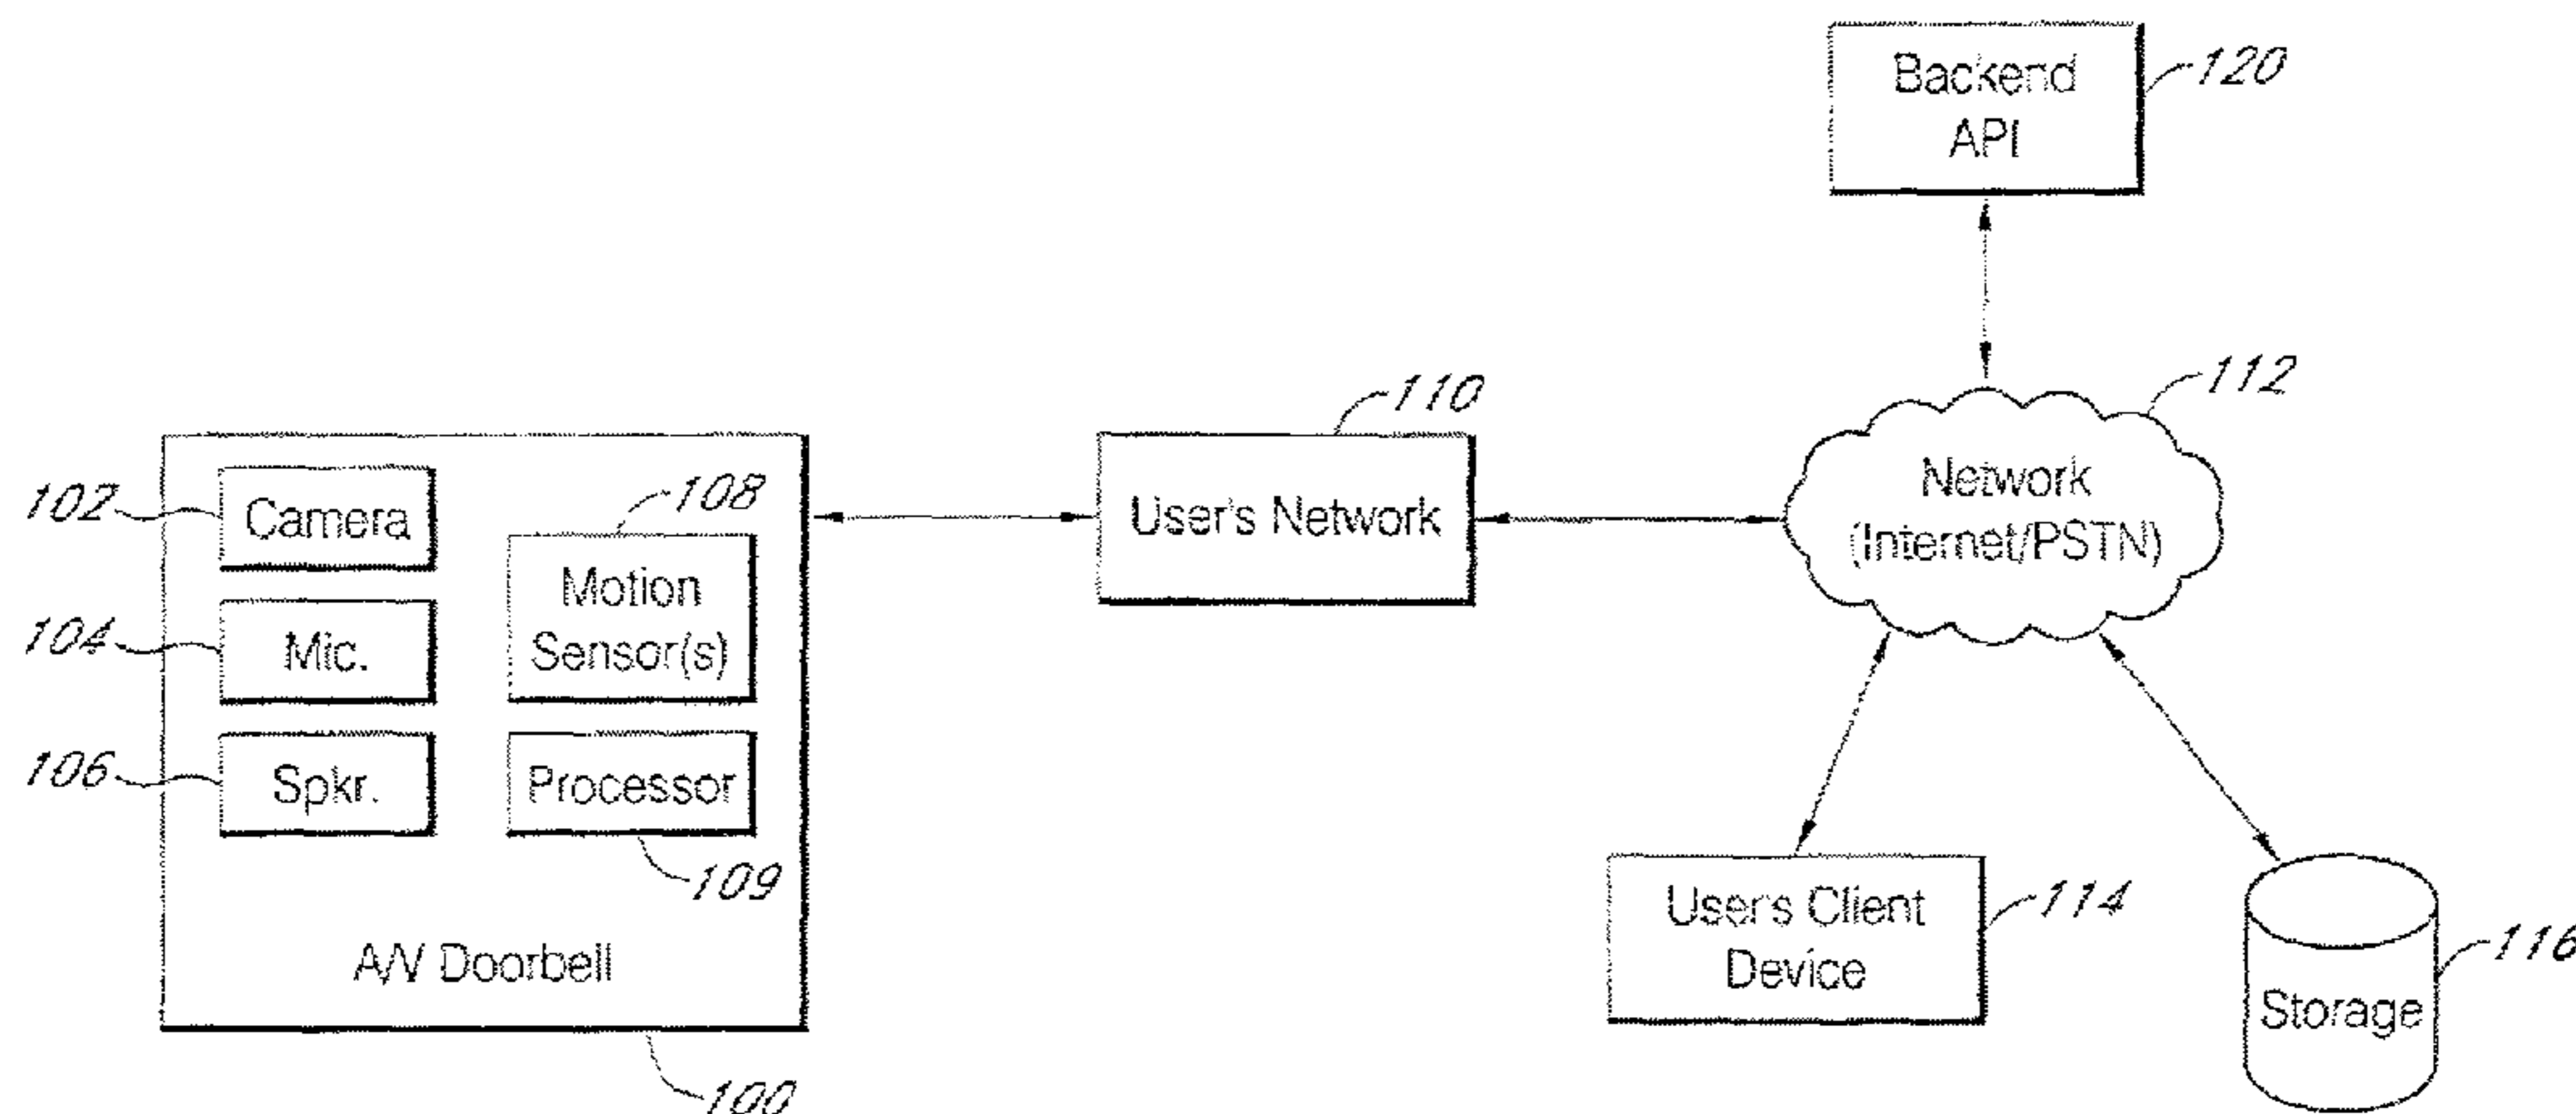 Backend
API
120
110
112
Network
(Internet/PSTN)
User's Network
102
Camera
108
Motion
Sensor(s)
104
Mic.
106
Spkr.
Processor
109
A/V Doorbell
100
User's Client
Device
114
Storage
116